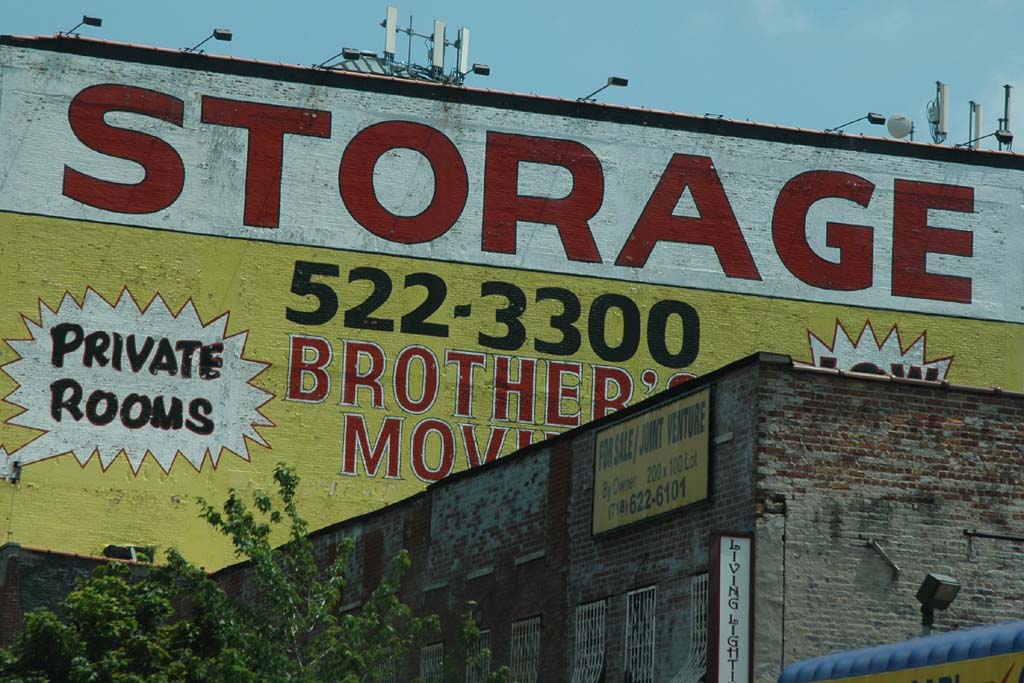 STORAGE
522-3300
PRIVATE
ROOMS
BROTHER'S
LOW
FOR SALE/JOINT VENTURE
By Owner 200 x 100 Lot
(718) 622-6101
LIVING LIGHT